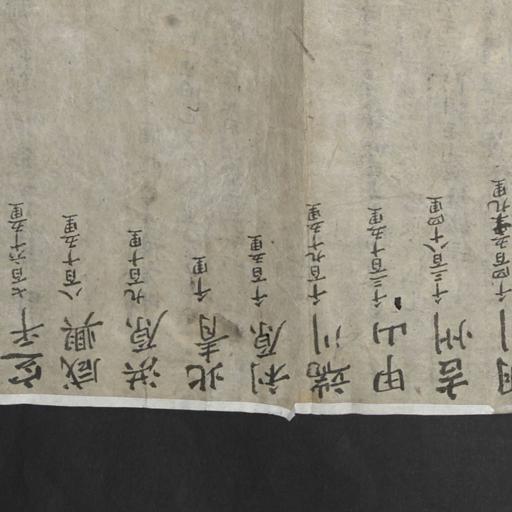 定平 七百六十五里
咸興 八百十五里
洪原 九百十里
北青 千里
利原 千百五里
端川 千百九十五里
甲山 千三百十五里
吉州 千三百八十四里
千四百五十九里